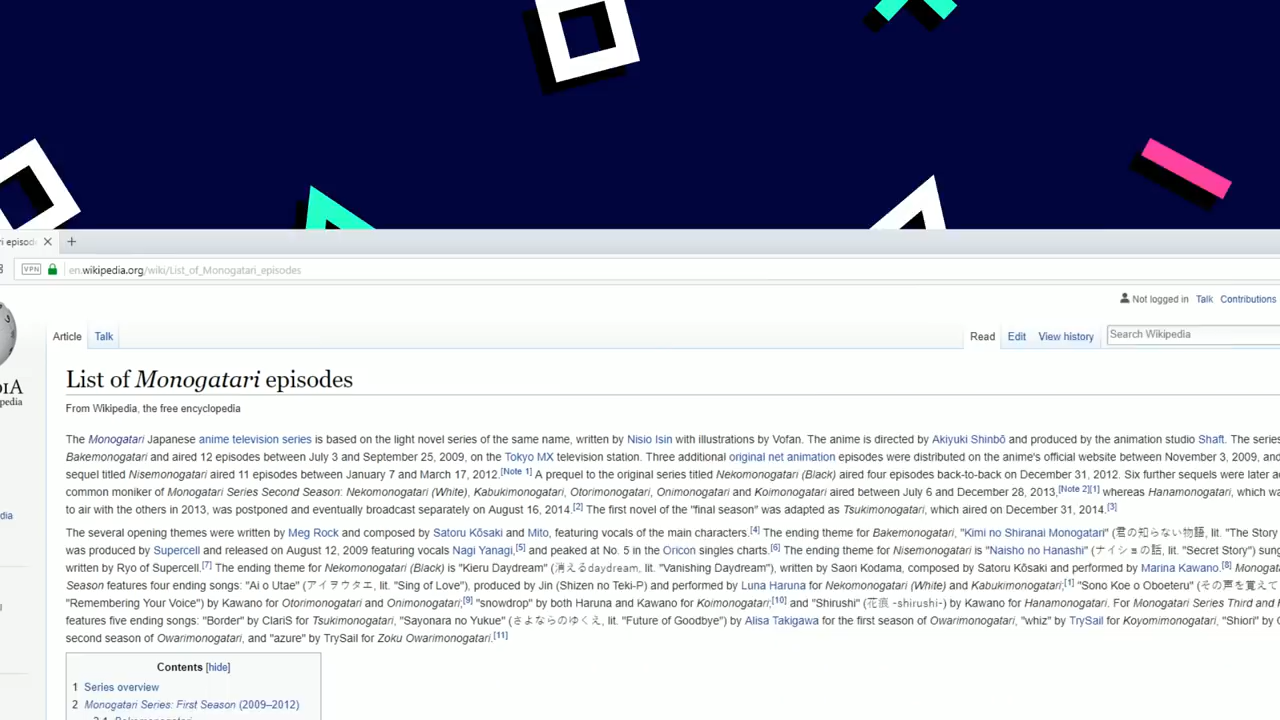 ri episod
VPN en.wikipedia.org/wiki/List_of_Monogatari_episodes
Not logged in Talk Contributions
Article Talk Read Edit View history Search Wikipedia
List of Monogatari episodes
pedia
From Wikipedia, the free encyclopedia
The Monogatari Japanese anime television series is based on the light novel series of the same name, written by Nisio Isin with illustrations by Vofan. The anime is directed by Akiyuki Shinbō and produced by the animation studio Shaft. The series
Bakemonogatari and aired 12 episodes between July 3 and September 25, 2009, on the Tokyo MX television station. Three additional original net animation episodes were distributed on the anime's official website between November 3, 2009, and
sequel titled Nisemonogatari aired 11 episodes between January 7 and March 17, 2012.[Note 1] A prequel to the original series titled Nekomonogatari (Black) aired four episodes back-to-back on December 31, 2012. Six further sequels were later a
common moniker of Monogatari Series Second Season: Nekomonogatari (White), Kabukimonogatari, Otorimonogatari, Onimonogatari and Koimonogatari aired between July 6 and December 28, 2013,[Note 2][1] whereas Hanamonogatari, which wa
to air with the others in 2013, was postponed and eventually broadcast separately on August 16, 2014.[2] The first novel of the "final season" was adapted as Tsukimonogatari, which aired on December 31, 2014.[3]
The several opening themes were written by Meg Rock and composed by Satoru Kōsaki and Mito, featuring vocals of the main characters.[4] The ending theme for Bakemonogatari, "Kimi no Shiranai Monogatari" (君の知らない物語, lit. "The Story
was produced by Supercell and released on August 12, 2009 featuring vocals Nagi Yanagi,[5] and peaked at No. 5 in the Oricon singles charts.[6] The ending theme for Nisemonogatari is "Naisho no Hanashi" (ナイショの話, lit. "Secret Story") sung
written by Ryo of Supercell.[7] The ending theme for Nekomonogatari (Black) is "Kieru Daydream" (消えるdaydream, lit. "Vanishing Daydream"), written by Saori Kodama, composed by Satoru Kōsaki and performed by Marina Kawano.[8] Monoga
Season features four ending songs: "Ai o Utae" (アイヲウタエ, lit. "Sing of Love"), produced by Jin (Shizen no Teki-P) and performed by Luna Haruna for Nekomonogatari (White) and Kabukimonogatari;[1] "Sono Koe o Oboeteru" (その声を覚えて
"Remembering Your Voice") by Kawano for Otorimonogatari and Onimonogatari;[9] "snowdrop" by both Haruna and Kawano for Koimonogatari;[10] and "Shirushi" (花痕 -shirushi-) by Kawano for Hanamonogatari. For Monogatari Series Third and F
features five ending songs: "Border" by ClariS for Tsukimonogatari, "Sayonara no Yukue" (さよならのゆくえ, lit. "Future of Goodbye") by Alisa Takigawa for the first season of Owarimonogatari, "whiz" by TrySail for Koyomimonogatari, "Shiori" by C
second season of Owarimonogatari, and "azure" by TrySail for Zoku Owarimonogatari.[11]
dia
Contents [hide]
1 Series overview
2 Monogatari Series: First Season (2009–2012)
2.1 Bakemonogatari